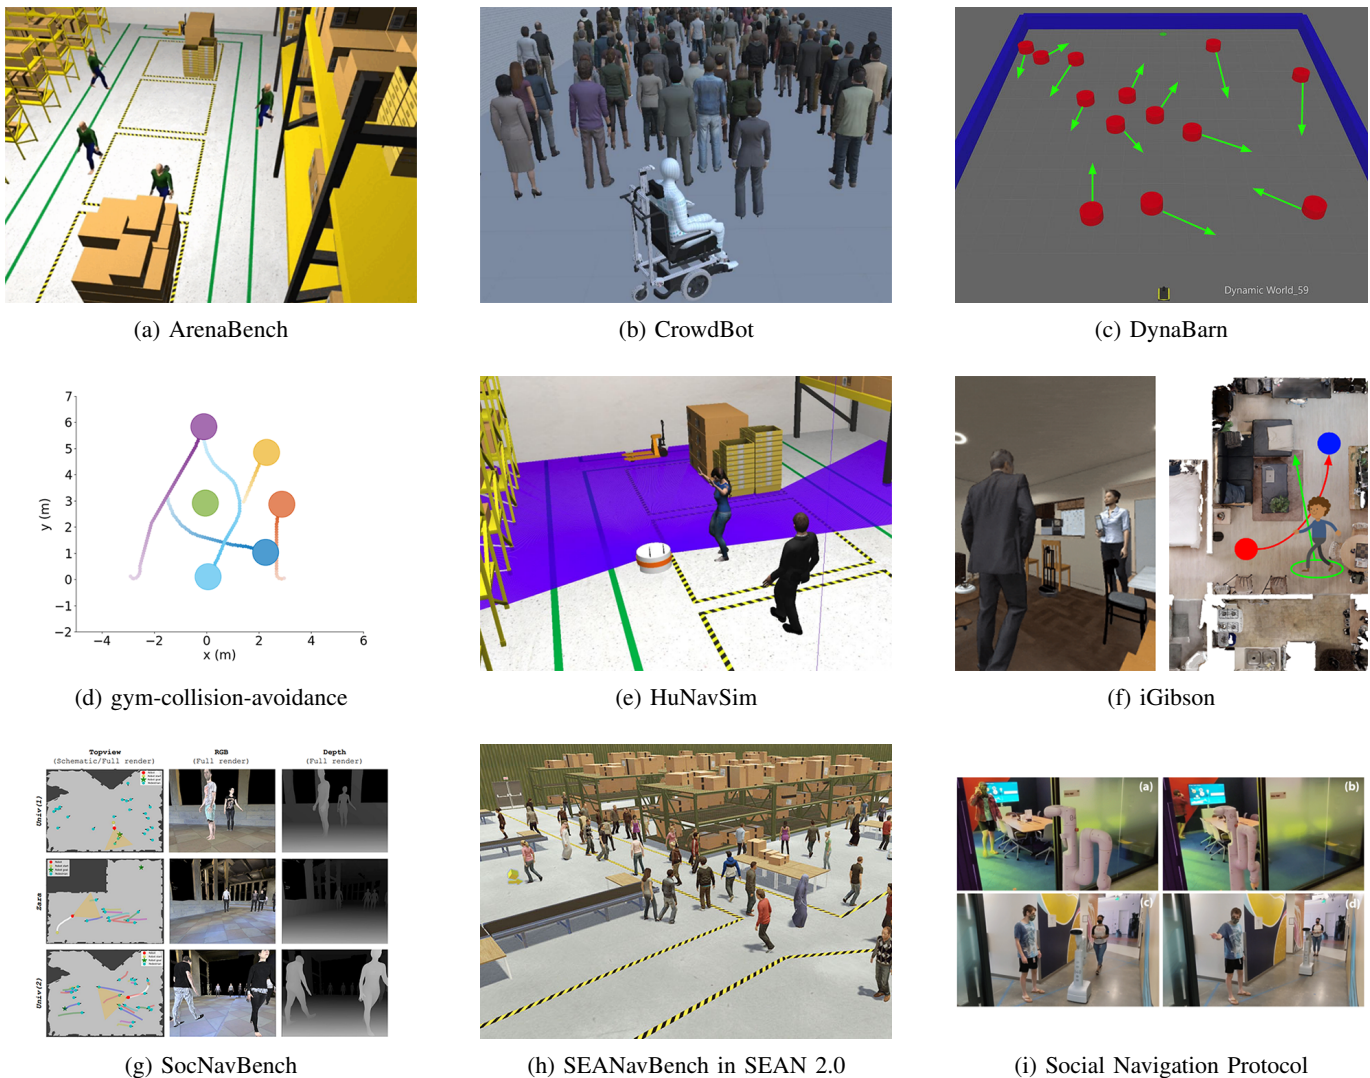 Dynamic World_59
(a) ArenaBench
(b) CrowdBot
(c) DynaBarn
7
6
5
4
3
2
1
0
−1
−2
y (m)
−4
−2
0
2
4
6
x (m)
(d) gym-collision-avoidance
(e) HuNavSim
(f) iGibson
Topview
(Schematic/Full render)
RGB
(Full render)
Depth
(Full render)
Univ(1)
Zara
Univ(2)
(a)
(b)
(c)
(d)
(g) SocNavBench
(h) SEANavBench in SEAN 2.0
(i) Social Navigation Protocol